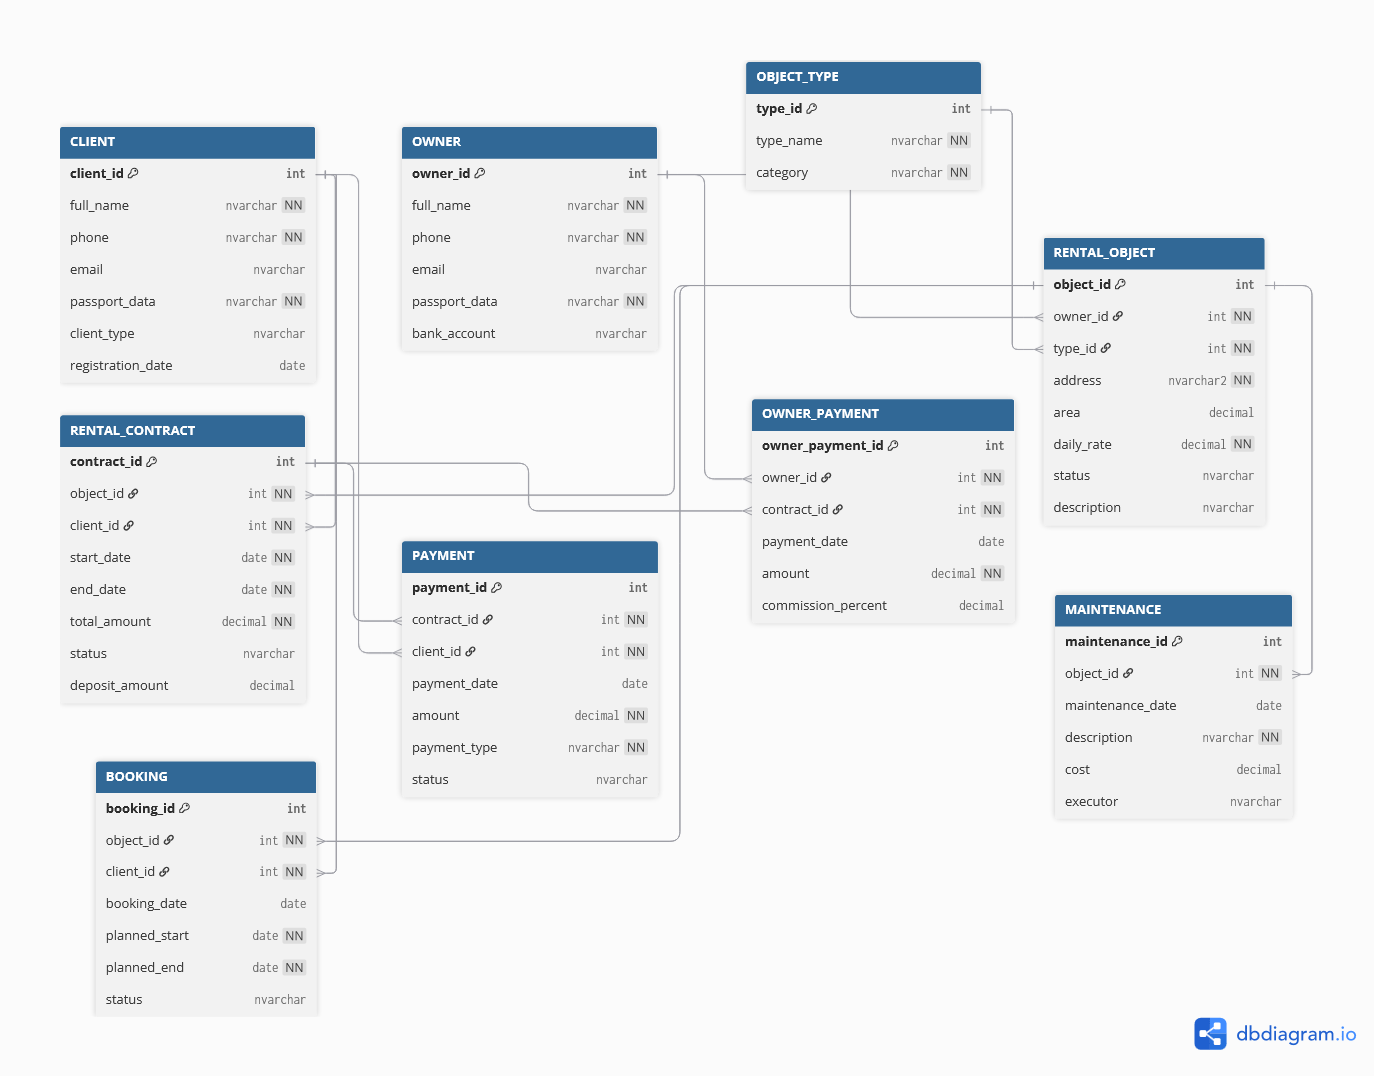 OBJECT_TYPE
type_id int
type_name nvarchar NN
category nvarchar NN
CLIENT
client_id int
full_name nvarchar NN
phone nvarchar NN
email nvarchar
passport_data nvarchar NN
client_type nvarchar
registration_date date
OWNER
owner_id int
full_name nvarchar NN
phone nvarchar NN
email nvarchar
passport_data nvarchar NN
bank_account nvarchar
RENTAL_OBJECT
object_id int
owner_id int NN
type_id int NN
address nvarchar2 NN
area decimal
daily_rate decimal NN
status nvarchar
description nvarchar
RENTAL_CONTRACT
contract_id int
object_id int NN
client_id int NN
start_date date NN
end_date date NN
total_amount decimal NN
status nvarchar
deposit_amount decimal
OWNER_PAYMENT
owner_payment_id int
owner_id int NN
contract_id int NN
payment_date date
amount decimal NN
commission_percent decimal
PAYMENT
payment_id int
contract_id int NN
client_id int NN
payment_date date
amount decimal NN
payment_type nvarchar NN
status nvarchar
MAINTENANCE
maintenance_id int
object_id int NN
maintenance_date date
description nvarchar NN
cost decimal
executor nvarchar
BOOKING
booking_id int
object_id int NN
client_id int NN
booking_date date
planned_start date NN
planned_end date NN
status nvarchar
dbdiagram.io